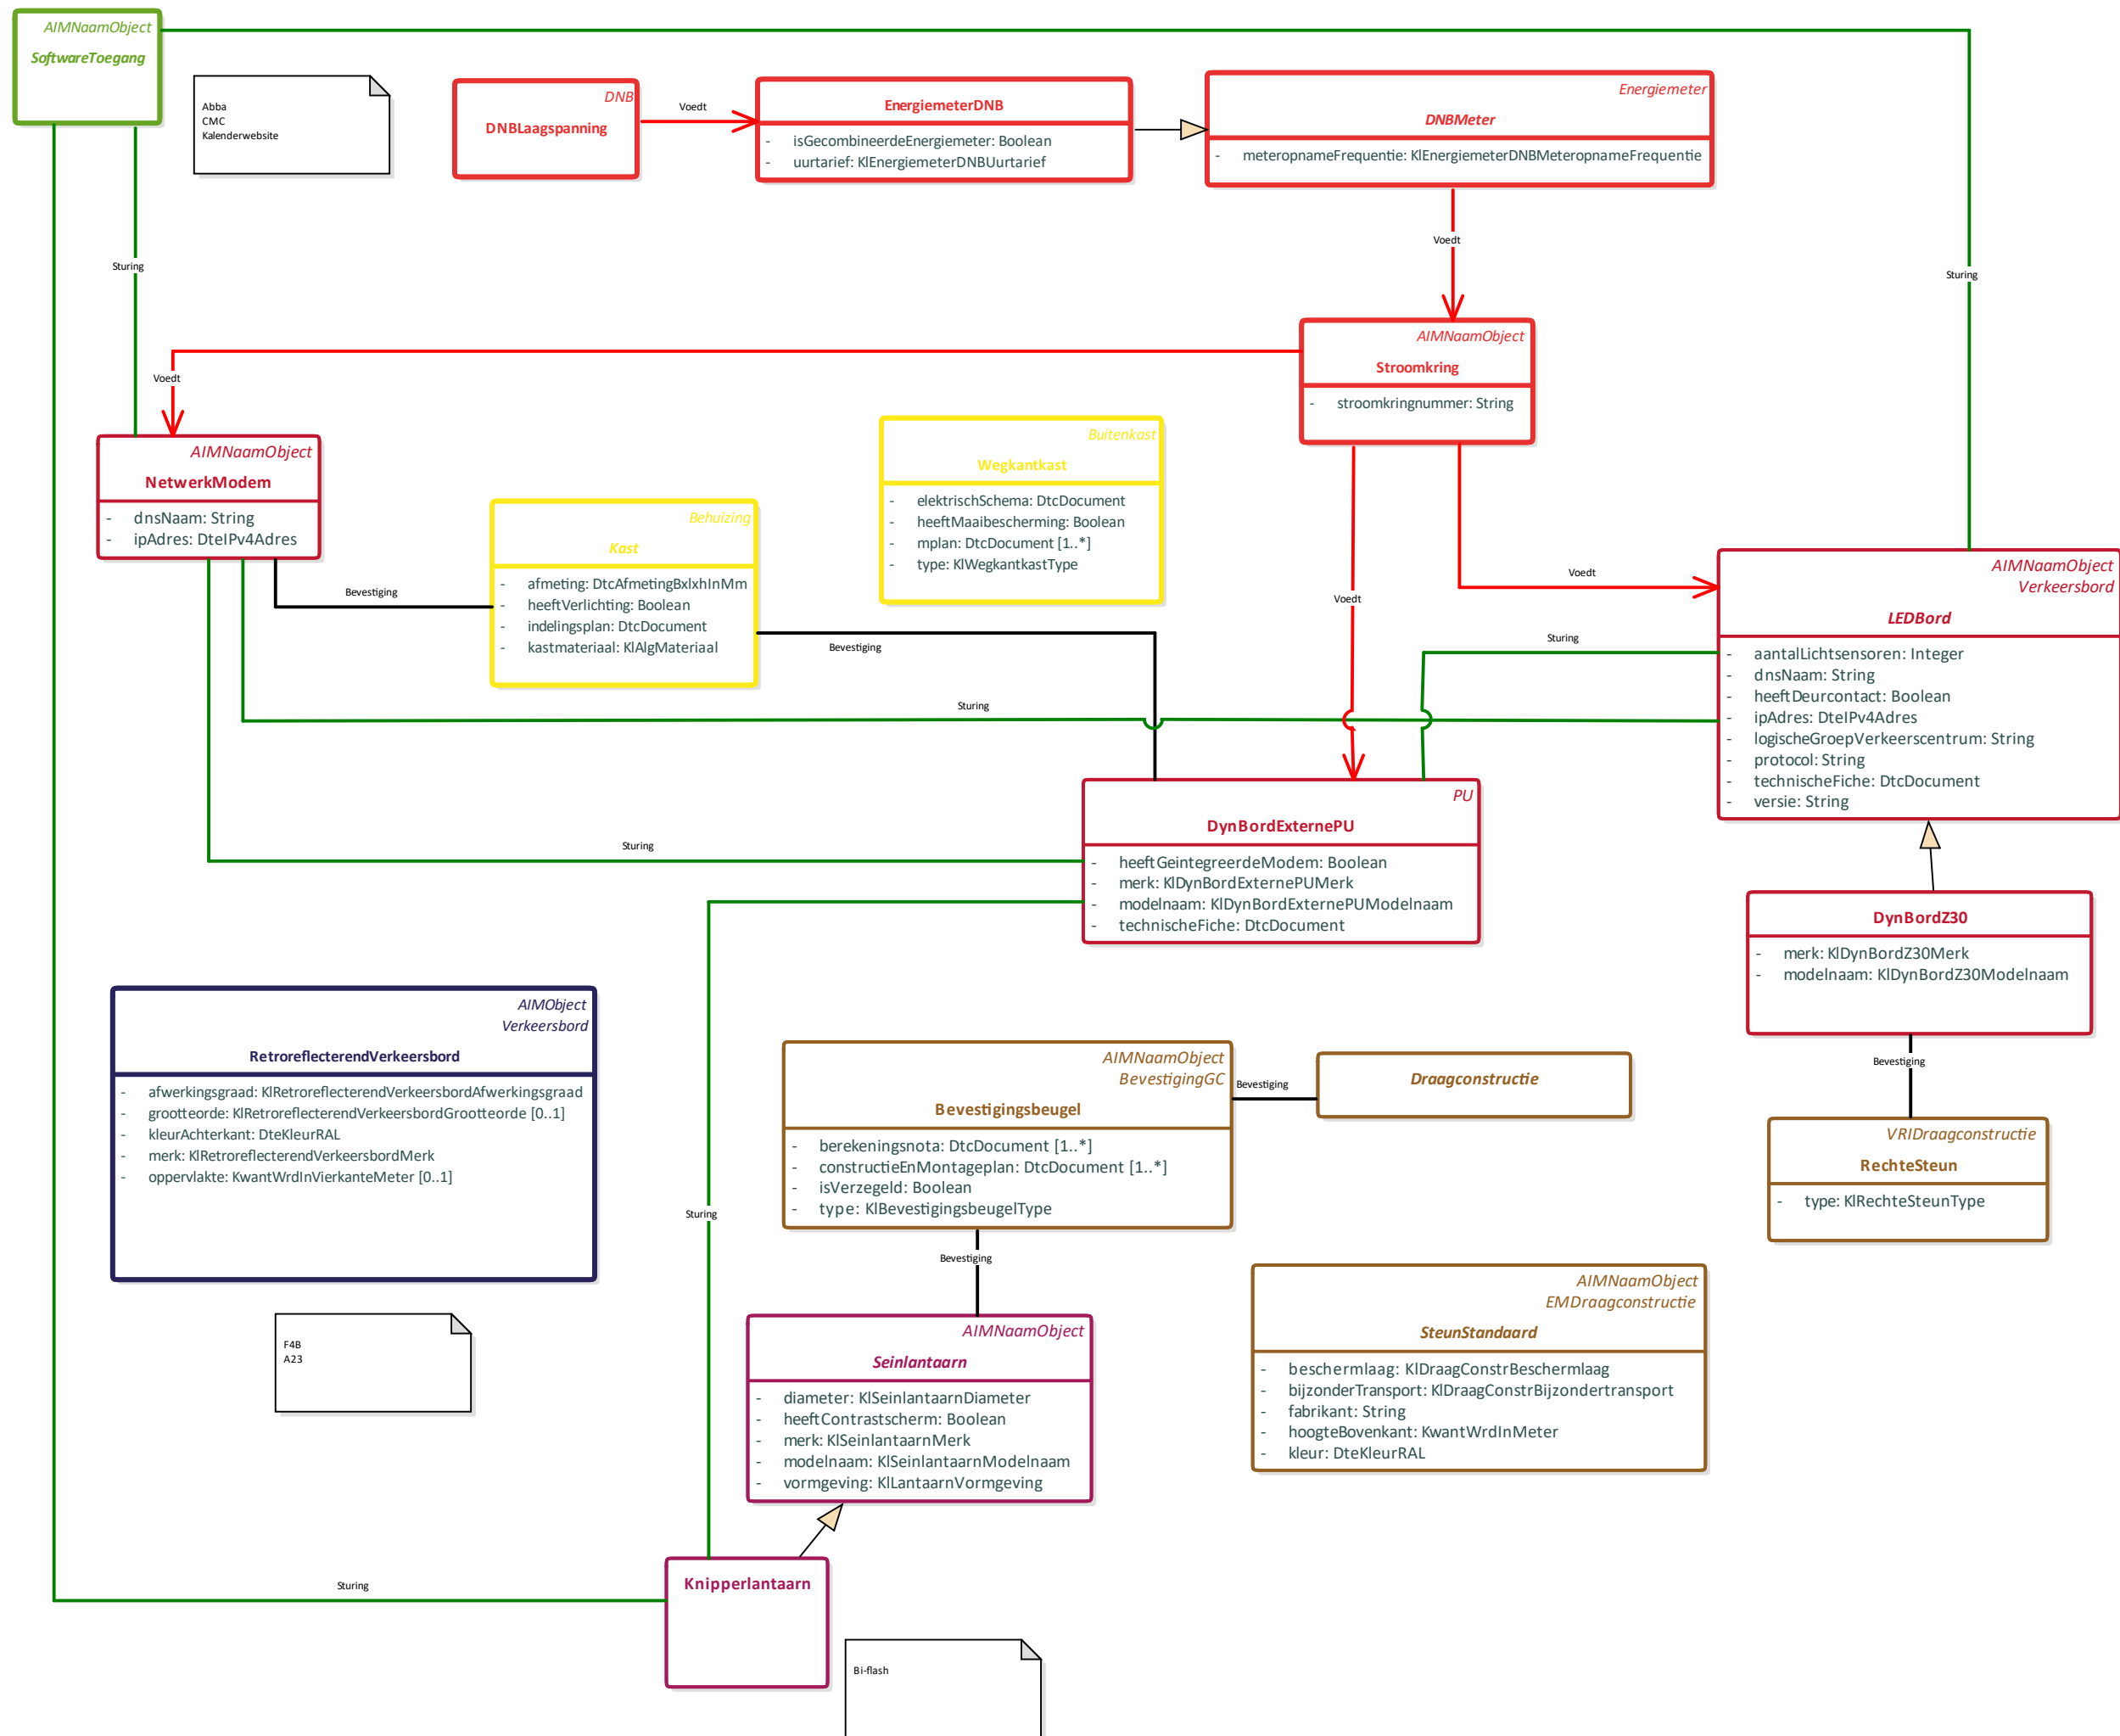 AIMNaamObject
SoftwareToegang
Abba
CMC
Kalenderwebsite
DNB
DNBLaagspanning
Voedt
EnergiemeterDNB
- isGecombineerdeEnergiemeter: Boolean
- uurtarief: KlEnergiemeterDNBUurtarief
Energiemeter
DNBMeter
- meteropnameFrequentie: KlEnergiemeterDNBMeteropnameFrequentie
Sturing
Voedt
Sturing
AIMNaamObject
Stroomkring
- stroomkringnummer: String
Voedt
AIMNaamObject
NetwerkModem
- dnsNaam: String
- ipAdres: DteIPv4Adres
Buitenkast
Wegkantkast
- elektrischSchema: DtcDocument
- heeftMaaibescherming: Boolean
- mplan: DtcDocument [1..*]
- type: KlWegkantkastType
Behuizing
Kast
- afmeting: DtcAfmetingBxlxhInMm
- heeftVerlichting: Boolean
- indelingsplan: DtcDocument
- kastmateriaal: KlAlgMateriaal
Bevestiging
Bevestiging
Voedt
Voedt
Sturing
AIMNaamObject
Verkeersbord
LEDBord
- aantalLichtsensoren: Integer
- dnsNaam: String
- heeftDeurcontact: Boolean
- ipAdres: DteIPv4Adres
- logischeGroepVerkeerscentrum: String
- protocol: String
- technischeFiche: DtcDocument
- versie: String
Sturing
PU
DynBordExternePU
- heeftGeintegreerdeModem: Boolean
- merk: KlDynBordExternePUMerk
- modelnaam: KlDynBordExternePUModelnaam
- technischeFiche: DtcDocument
Sturing
DynBordZ30
- merk: KlDynBordZ30Merk
- modelnaam: KlDynBordZ30Modelnaam
AIMObject
Verkeersbord
RetroreflecterendVerkeersbord
- afwerkingsgraad: KlRetroreflecterendVerkeersbordAfwerkingsgraad
- grootteorde: KlRetroreflecterendVerkeersbordGrootteorde [0..1]
- kleurAchterkant: DteKleurRAL
- merk: KlRetroreflecterendVerkeersbordMerk
- oppervlakte: KwantWrdInVierkanteMeter [0..1]
AIMNaamObject
BevestigingGC
Bevestigingsbeugel
- berekeningsnota: DtcDocument [1..*]
- constructieEnMontageplan: DtcDocument [1..*]
- isVerzegeld: Boolean
- type: KlBevestigingsbeugelType
Bevestiging
Draagconstructie
Bevestiging
VRIDraagconstructie
RechteSteun
- type: KlRechteSteunType
Sturing
Bevestiging
F4B
A23
AIMNaamObject
Seinlantaarn
- diameter: KlSeinlantaarnDiameter
- heeftContrastscherm: Boolean
- merk: KlSeinlantaarnMerk
- modelnaam: KlSeinlantaarnModelnaam
- vormgeving: KlLantaarnVormgeving
AIMNaamObject
EMDraagconstructie
SteunStandaard
- beschermlaag: KlDraagConstrBeschermlaag
- bijzonderTransport: KlDraagConstrBijzondertransport
- fabrikant: String
- hoogteBovenkant: KwantWrdInMeter
- kleur: DteKleurRAL
Sturing
Knipperlantaarn
Bi-flash